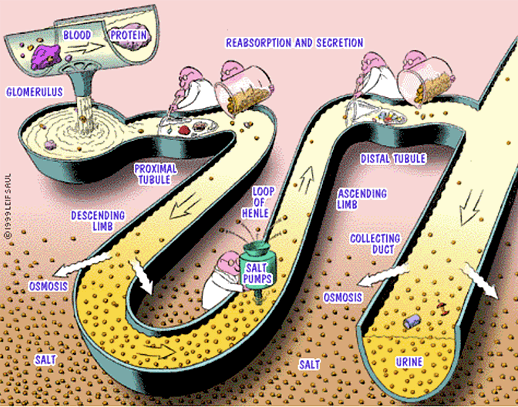 BLOOD
PROTEIN
REABSORPTION AND SECRETION
GLOMERULUS
PROXIMAL
TUBULE
DISTAL TUBULE
LOOP
OF
HENLE
ASCENDING
LIMB
DESCENDING
LIMB
COLLECTING
DUCT
SALT
PUMPS
OSMOSIS
OSMOSIS
SALT
SALT
URINE
©1999 LEIF SAUL